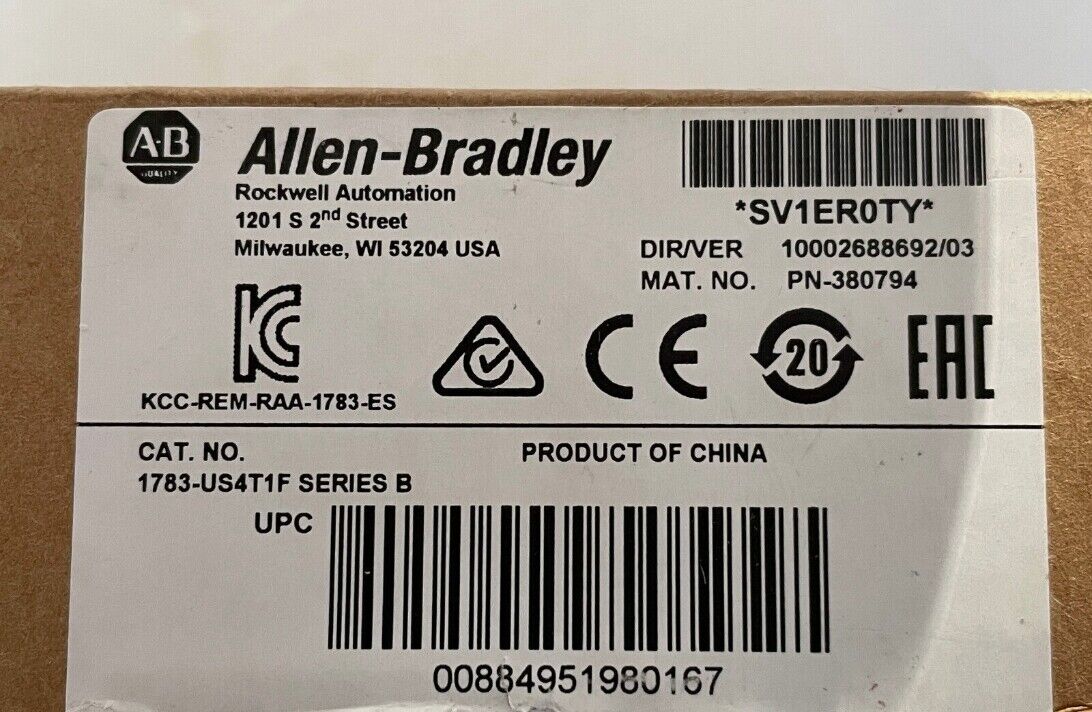 A·B
QUALITY
Allen-Bradley
Rockwell Automation
1201 S 2nd Street
Milwaukee, WI 53204 USA
*SV1ER0TY*
DIR/VER 10002688692/03
MAT. NO. PN-380794
KC
KCC-REM-RAA-1783-ES
CE
20
EAC
CAT. NO.
1783-US4T1F SERIES B
PRODUCT OF CHINA
UPC
00884951980167